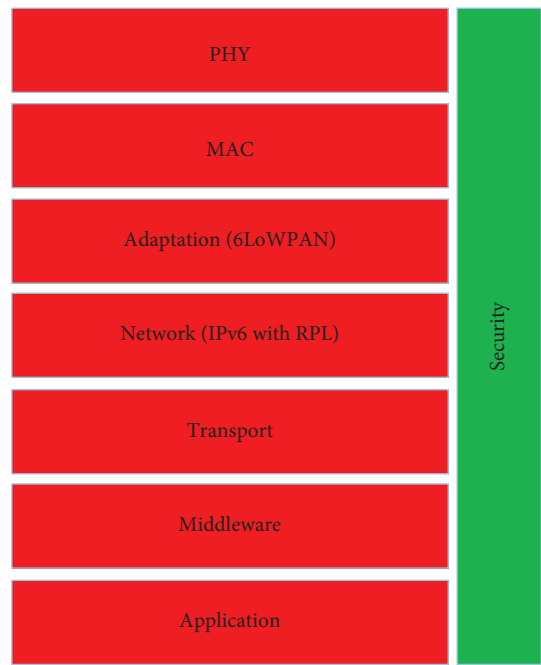 PHY
MAC
Adaptation (6LoWPAN)
Network (IPv6 with RPL)
Transport
Middleware
Application
Security